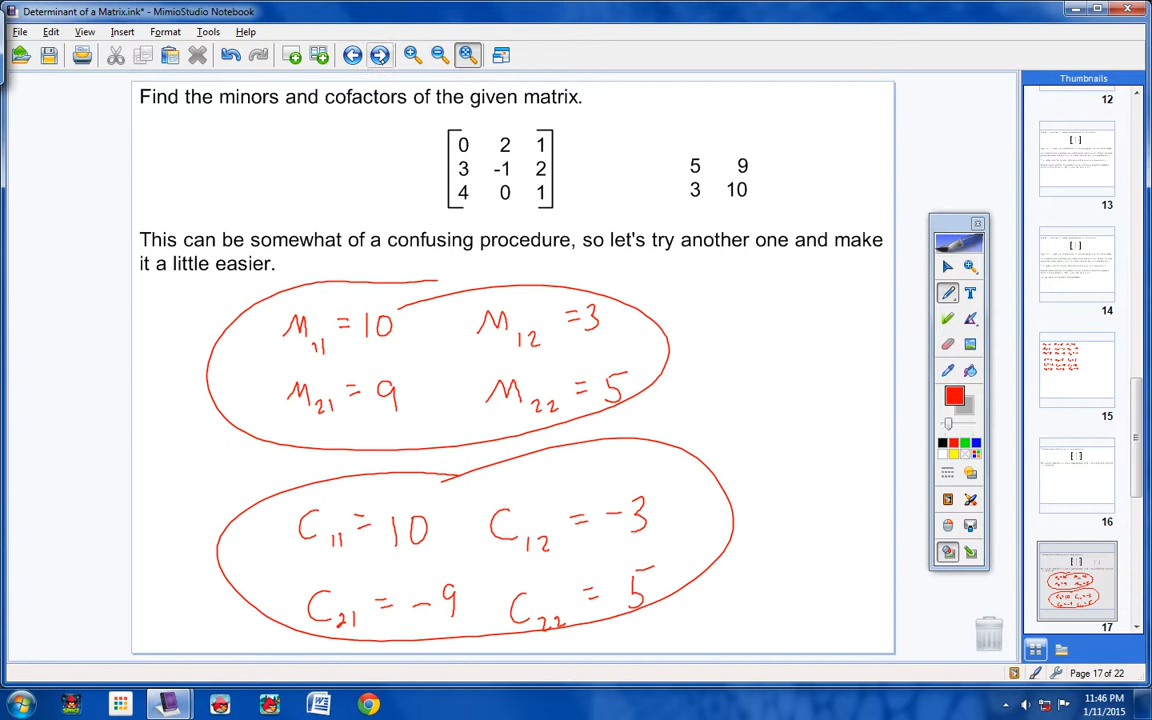 Determinant of a Matrix.ink* - MimioStudio Notebook
File Edit View Insert Format Tools Help
Thumbnails
Find the minors and cofactors of the given matrix.
0 2 1
3 -1 2
4 0 1
5 9
3 10
This can be somewhat of a confusing procedure, so let's try another one and make
it a little easier.
M11 = 10 M12 = 3
M21 = 9 M22 = 5
C11 = 10 C12 = -3
C21 = -9 C22 = 5
12
13
14
15
16
17
Page 17 of 22
11:46 PM
1/11/2015